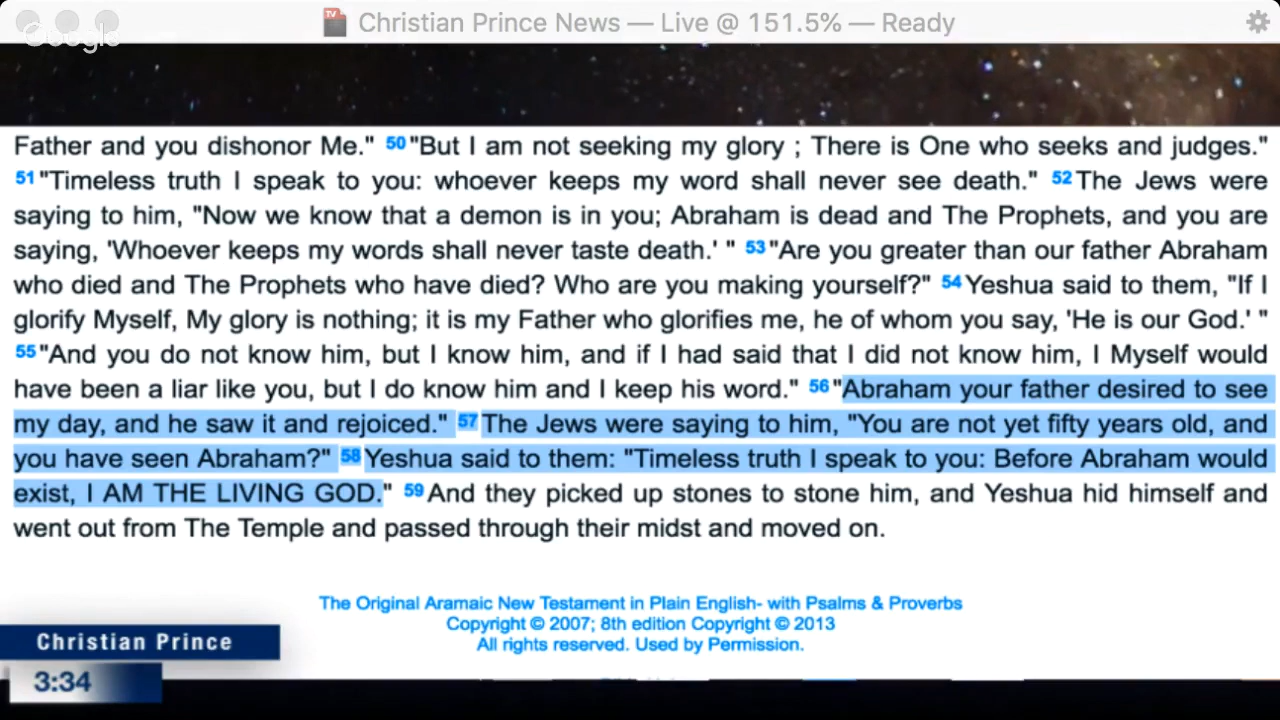 Google
TV
Christian Prince News — Live @ 151.5% — Ready
Father and you dishonor Me." 50 "But I am not seeking my glory ; There is One who seeks and judges."
51 "Timeless truth I speak to you: whoever keeps my word shall never see death." 52 The Jews were
saying to him, "Now we know that a demon is in you; Abraham is dead and The Prophets, and you are
saying, 'Whoever keeps my words shall never taste death.' " 53 "Are you greater than our father Abraham
who died and The Prophets who have died? Who are you making yourself?" 54 Yeshua said to them, "If I
glorify Myself, My glory is nothing; it is my Father who glorifies me, he of whom you say, 'He is our God.' "
55 "And you do not know him, but I know him, and if I had said that I did not know him, I Myself would
have been a liar like you, but I do know him and I keep his word." 56 "Abraham your father desired to see
my day, and he saw it and rejoiced." 57 The Jews were saying to him, "You are not yet fifty years old, and
you have seen Abraham?" 58 Yeshua said to them: "Timeless truth I speak to you: Before Abraham would
exist, I AM THE LIVING GOD." 59 And they picked up stones to stone him, and Yeshua hid himself and
went out from The Temple and passed through their midst and moved on.
The Original Aramaic New Testament in Plain English- with Psalms & Proverbs
Copyright © 2007; 8th edition Copyright © 2013
All rights reserved. Used by Permission.
Christian Prince
3:34